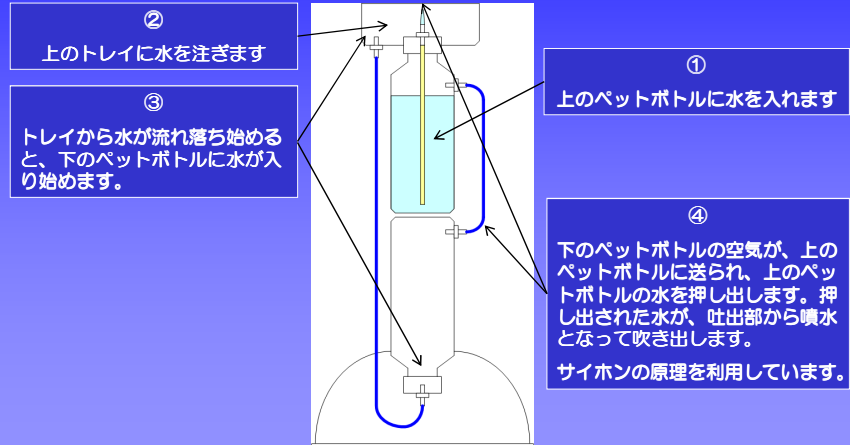 ②
上のトレイに水を注ぎます
③
トレイから水が流れ落ち始める
と、下のペットボトルに水が入
り始めます。
①
上のペットボトルに水を入れます
④
下のペットボトルの空気が、上の
ペットボトルに送られ、上のペッ
トボトルの水を押し出します。押
し出された水が、吐出部から噴水
となって吹き出します。
サイホンの原理を利用しています。